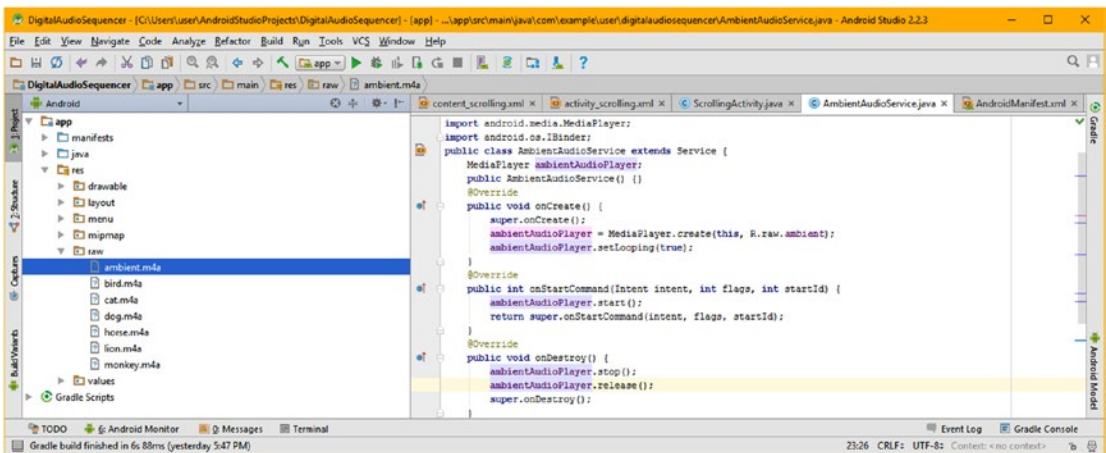 DigitalAudioSequencer - [C:\Users\user\AndroidStudioProjects\DigitalAudioSequencer] - [app] - ...\app\src\main\java\com\example\user\digitalaudiosequencer\AmbientAudioService.java - Android Studio 2.2.3
File Edit View Navigate Code Analyze Refactor Build Run Tools VCS Window Help
app
DigitalAudioSequencer app src main res raw ambient.m4a
Android
content_scrolling.xml activity_scrolling.xml ScrollingActivity.java AmbientAudioService.java AndroidManifest.xml
1: Project
2: Structure
Captures
Build Variants
app
manifests
java
res
drawable
layout
menu
mipmap
raw
ambient.m4a
bird.m4a
cat.m4a
dog.m4a
horse.m4a
lion.m4a
monkey.m4a
values
Gradle Scripts
import android.media.MediaPlayer;
import android.os.IBinder;
public class AmbientAudioService extends Service {
MediaPlayer ambientAudioPlayer;
public AmbientAudioService() {}
@Override
public void onCreate() {
super.onCreate();
ambientAudioPlayer = MediaPlayer.create(this, R.raw.ambient);
ambientAudioPlayer.setLooping(true);
}
@Override
public int onStartCommand(Intent intent, int flags, int startId) {
ambientAudioPlayer.start();
return super.onStartCommand(intent, flags, startId);
}
@Override
public void onDestroy() {
ambientAudioPlayer.stop();
ambientAudioPlayer.release();
super.onDestroy();
}
Gradle
Android Model
TODO 6: Android Monitor 0: Messages Terminal Event Log Gradle Console
Gradle build finished in 6s 88ms (yesterday 5:47 PM) 23:26 CRLF UTF-8 Context: <no context>